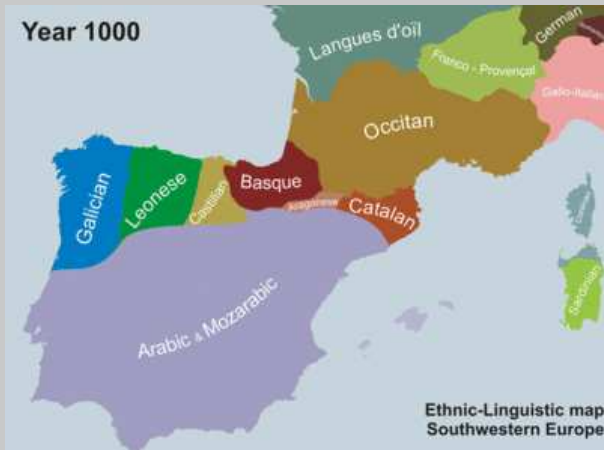 Year 1000
Langues d'oïl
German
Franco - Provençal
Gallo-Italian
Occitan
Galician
Leonese
Castilian
Basque
Aragonese
Catalan
Sardinian
Arabic & Mozarabic
Ethnic-Linguistic map
Southwestern Europe